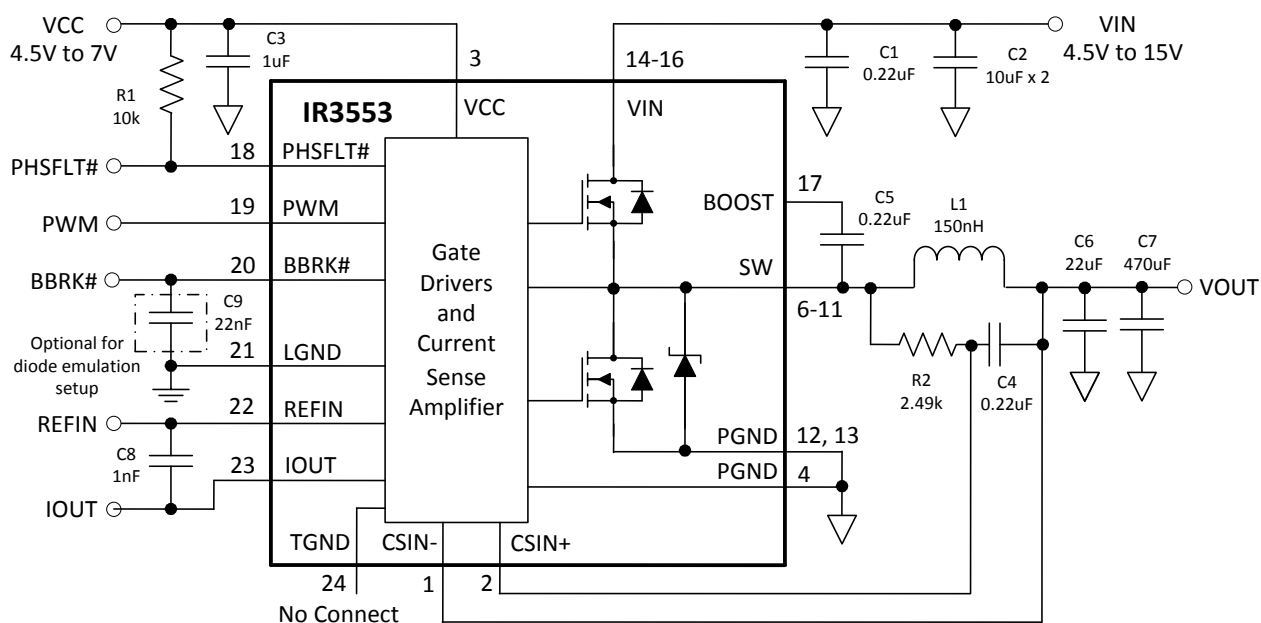 VCC
4.5V to 7V
C3
1uF
3
14-16
C1
0.22uF
C2
10uF x 2
VIN
4.5V to 15V
R1
10k
IR3553
VCC
VIN
PHSFLT#
18
PHSFLT#
PWM
19
PWM
BOOST
17
C5
0.22uF
L1
150nH
C6
22uF
C7
470uF
BBRK#
20
BBRK#
Gate
Drivers
and
Current
Sense
Amplifier
SW
6-11
VOUT
C9
22nF
Optional for
diode emulation
setup
21
LGND
R2
2.49k
C4
0.22uF
REFIN
22
REFIN
C8
1nF
23
IOUT
IOUT
PGND
12, 13
PGND
4
TGND
CSIN-
CSIN+
24
1
2
No Connect